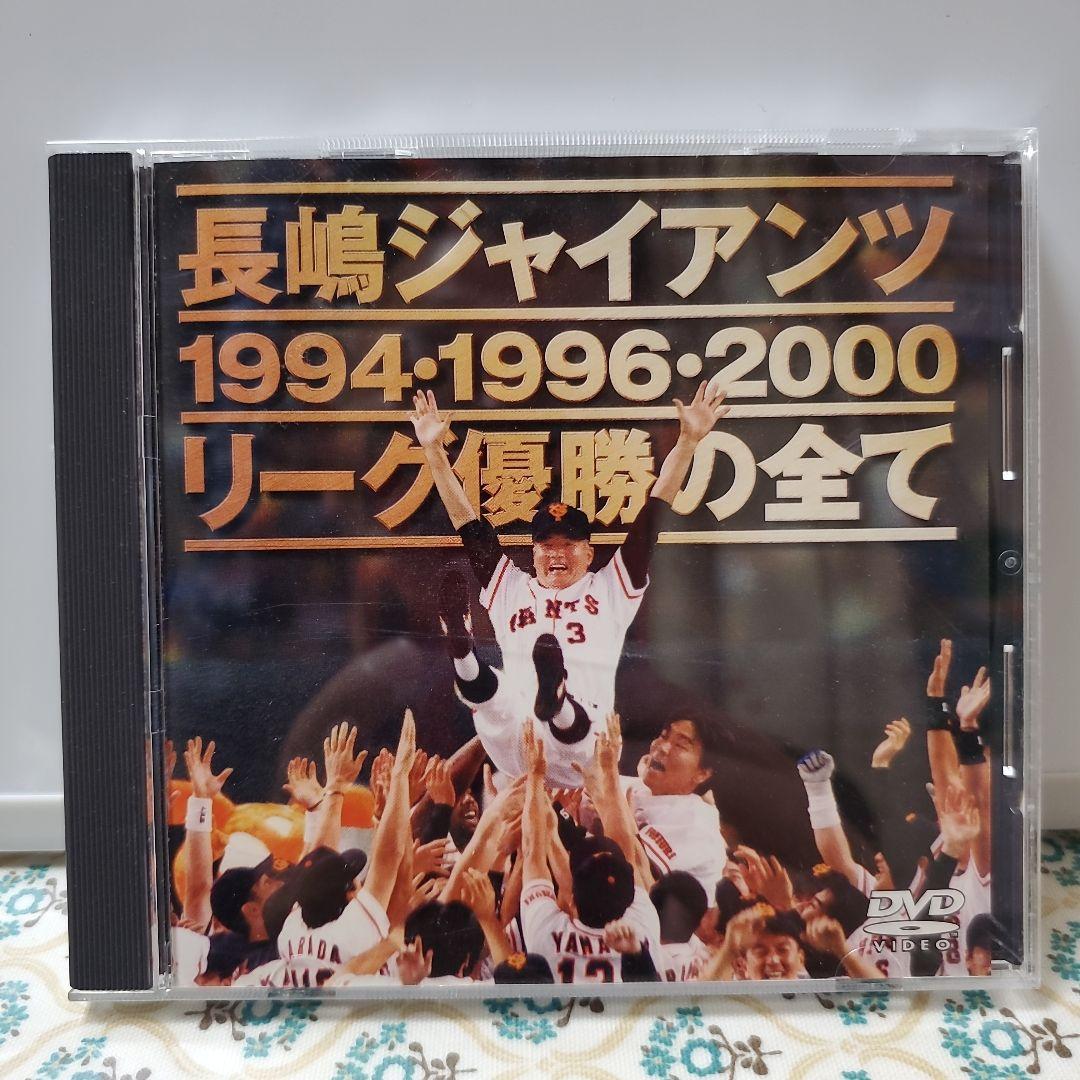 長嶋ジャイアンツ
1994・1996・2000
リーグ優勝の全て
GIANTS
3
DVD
VIDEO